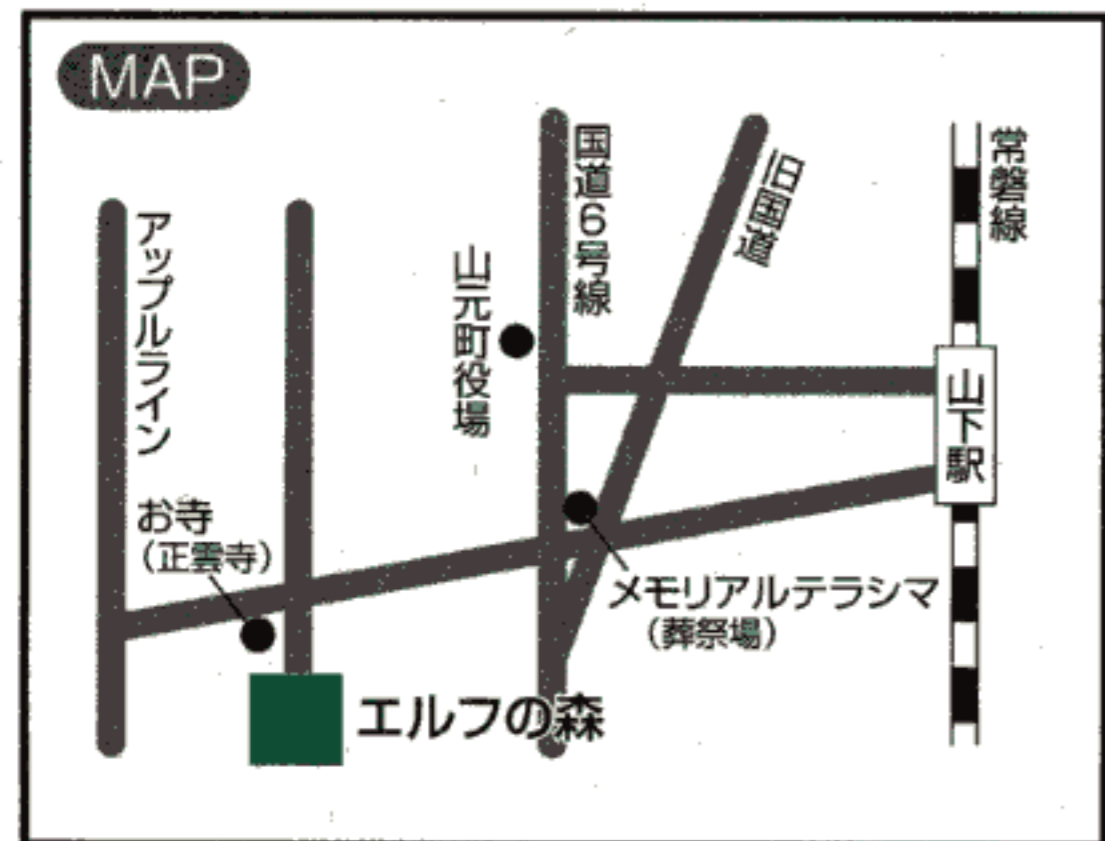 MAP
アップルライン
山元町役場
国道6号線
旧国道
常磐線
山下駅
お寺
(正雲寺)
メモリアルテラシマ
(葬祭場)
エルフの森